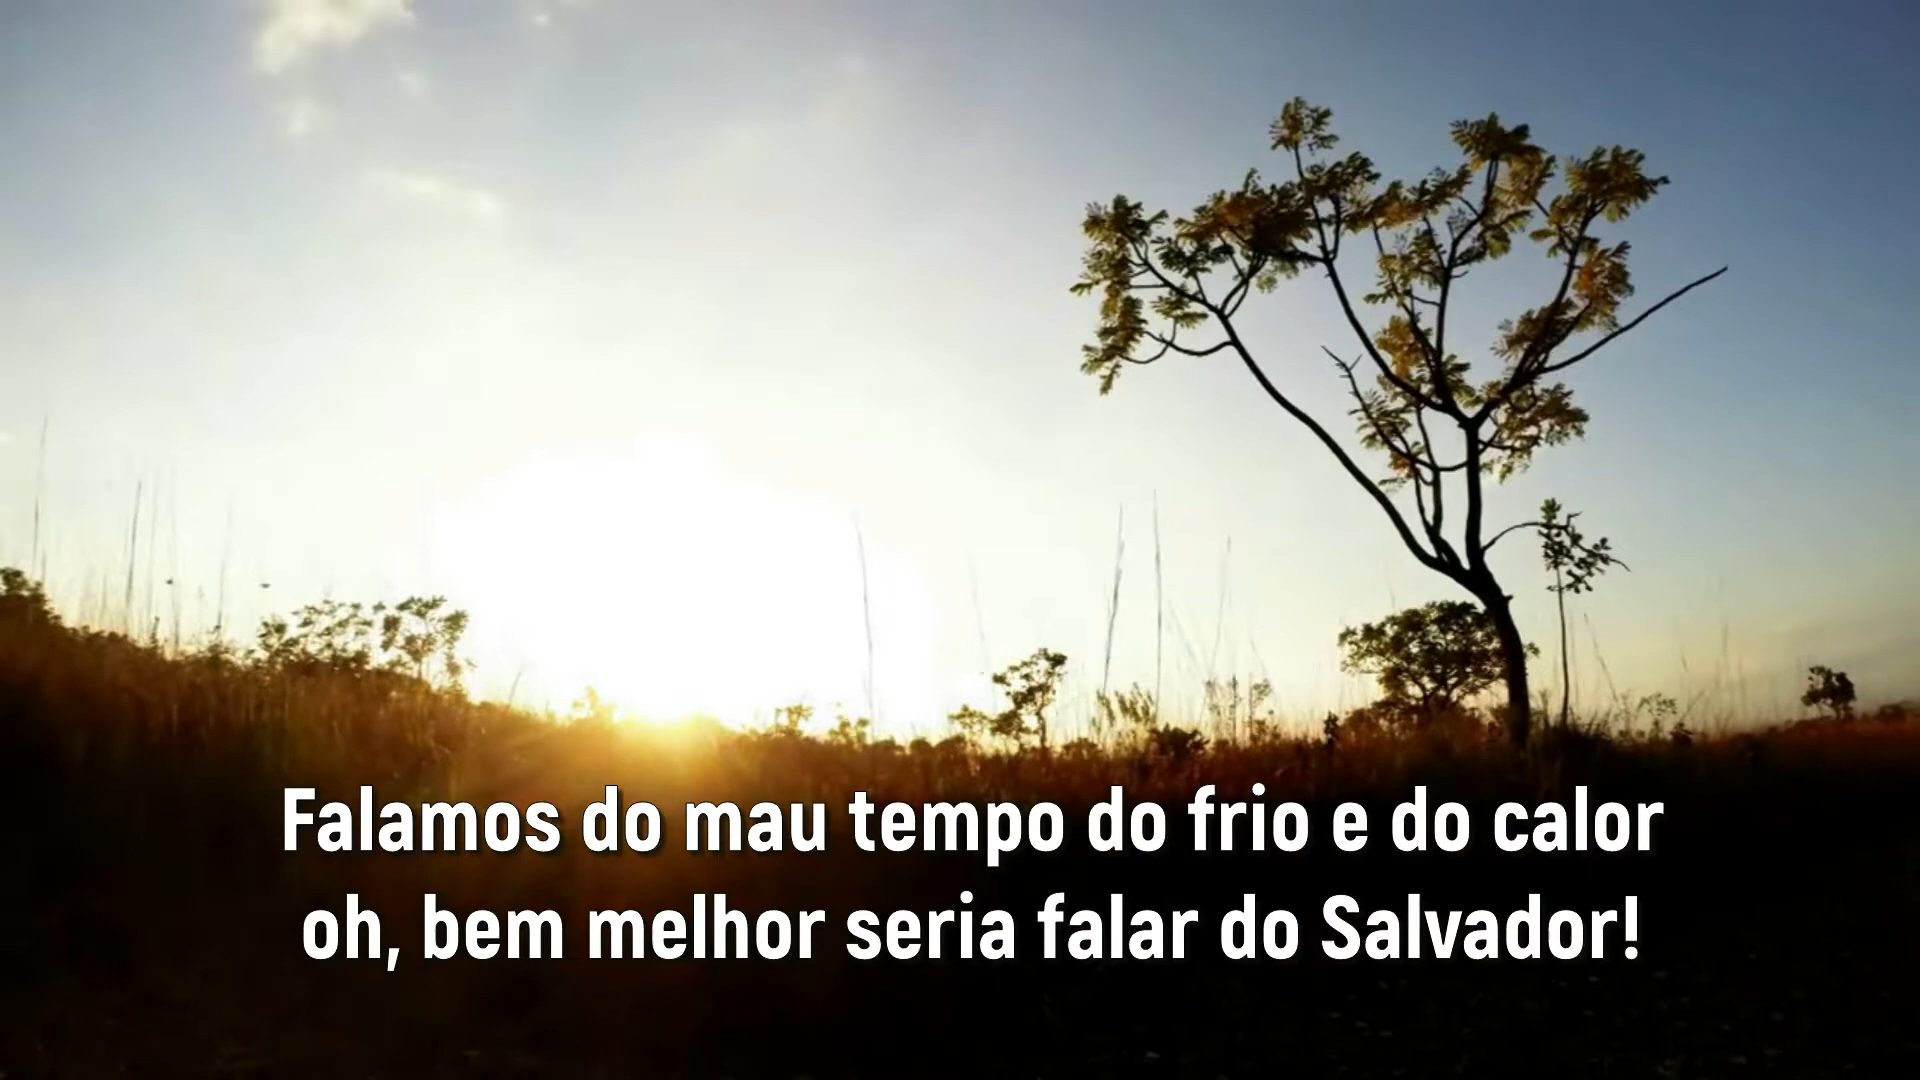 Falamos do mau tempo do frio e do calor
oh, bem melhor seria falar do Salvador!